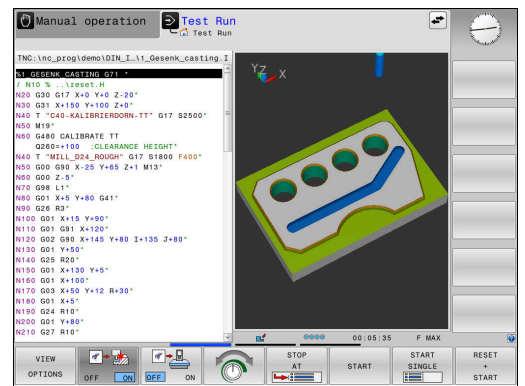 Manual operation
Test Run
Test Run
TNC:\nc_prog\demo\DIN_I…\1_Gesenk_casting.I
%1_GESENK_CASTING G71 *
/ N10 % ..\reset.H
N20 G30 G17 X+0 Y+0 Z-20*
N30 G31 X+150 Y+100 Z+0*
N40 T "C40-KALIBRIERDORN-TT" G17 S2500*
N50 M19*
N60 G480 CALIBRATE TT
Q260=+100 ;CLEARANCE HEIGHT*
N40 T "MILL_D24_ROUGH" G17 S1800 F400*
N50 G00 G90 X-25 Y+65 Z+1 M13*
N60 G00 Z-5*
N70 G98 L1*
N80 G01 X+5 Y+80 G41*
N90 G26 R3*
N100 G01 X+15 Y+90*
N110 G01 G91 X+120*
N120 G02 G90 X+145 Y+80 I+135 J+80*
N130 G01 Y+50*
N140 G25 R20*
N150 G01 X+130 Y+5*
N160 G01 X+100*
N170 G03 X+50 Y+12 R+30*
N180 G01 X+5*
N190 G24 R10*
N200 G01 Y+80*
N210 G27 R10*
YZ X
00:05:35 F MAX
VIEW
OPTIONS
OFF ON
OFF ON
STOP
AT
START
START
SINGLE
RESET
+
START